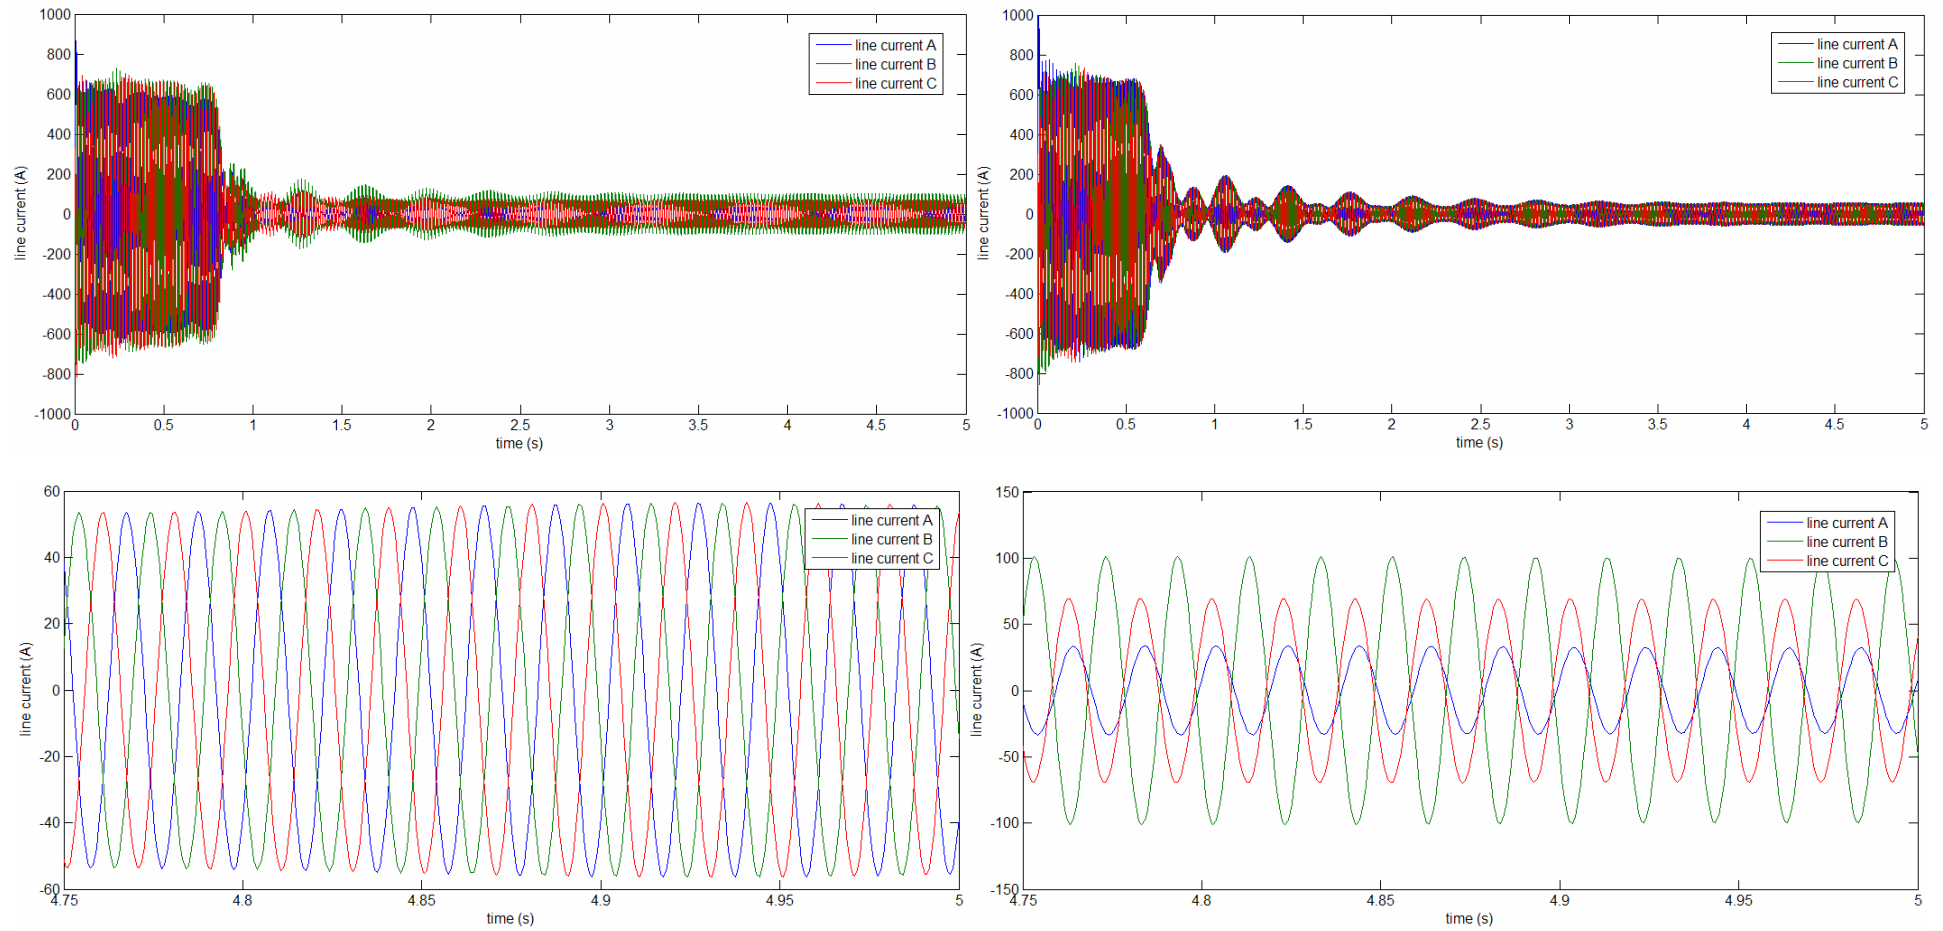 1000
800
600
400
200
0
-200
-400
-600
-800
-1000
line current (A)
0 0.5 1 1.5 2 2.5 3 3.5 4 4.5 5
time (s)
line current A
line current B
line current C
1000
800
600
400
200
0
-200
-400
-600
-800
-1000
line current (A)
0 0.5 1 1.5 2 2.5 3 3.5 4 4.5 5
time (s)
line current A
line current B
line current C
60
40
20
0
-20
-40
-60
line current (A)
4.75 4.8 4.85 4.9 4.95 5
time (s)
line current A
line current B
line current C
150
100
50
0
-50
-100
-150
line current (A)
4.75 4.8 4.85 4.9 4.95 5
time (s)
line current A
line current B
line current C